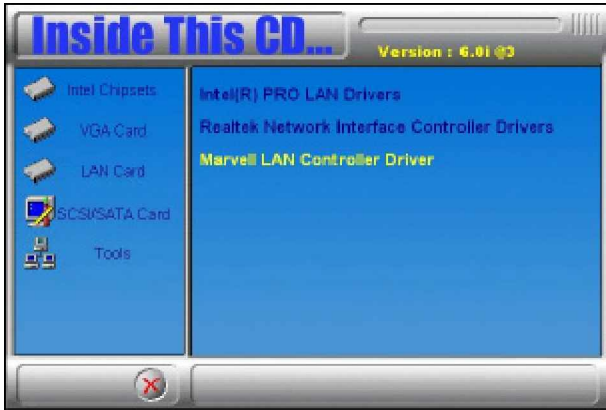 Inside This CD...
Version : 6.0i @3
Intel Chipsets
VGA Card
LAN Card
SCSI/SATA Card
Tools
Intel(R) PRO LAN Drivers
Realtek Network Interface Controller Drivers
Marvell LAN Controller Driver